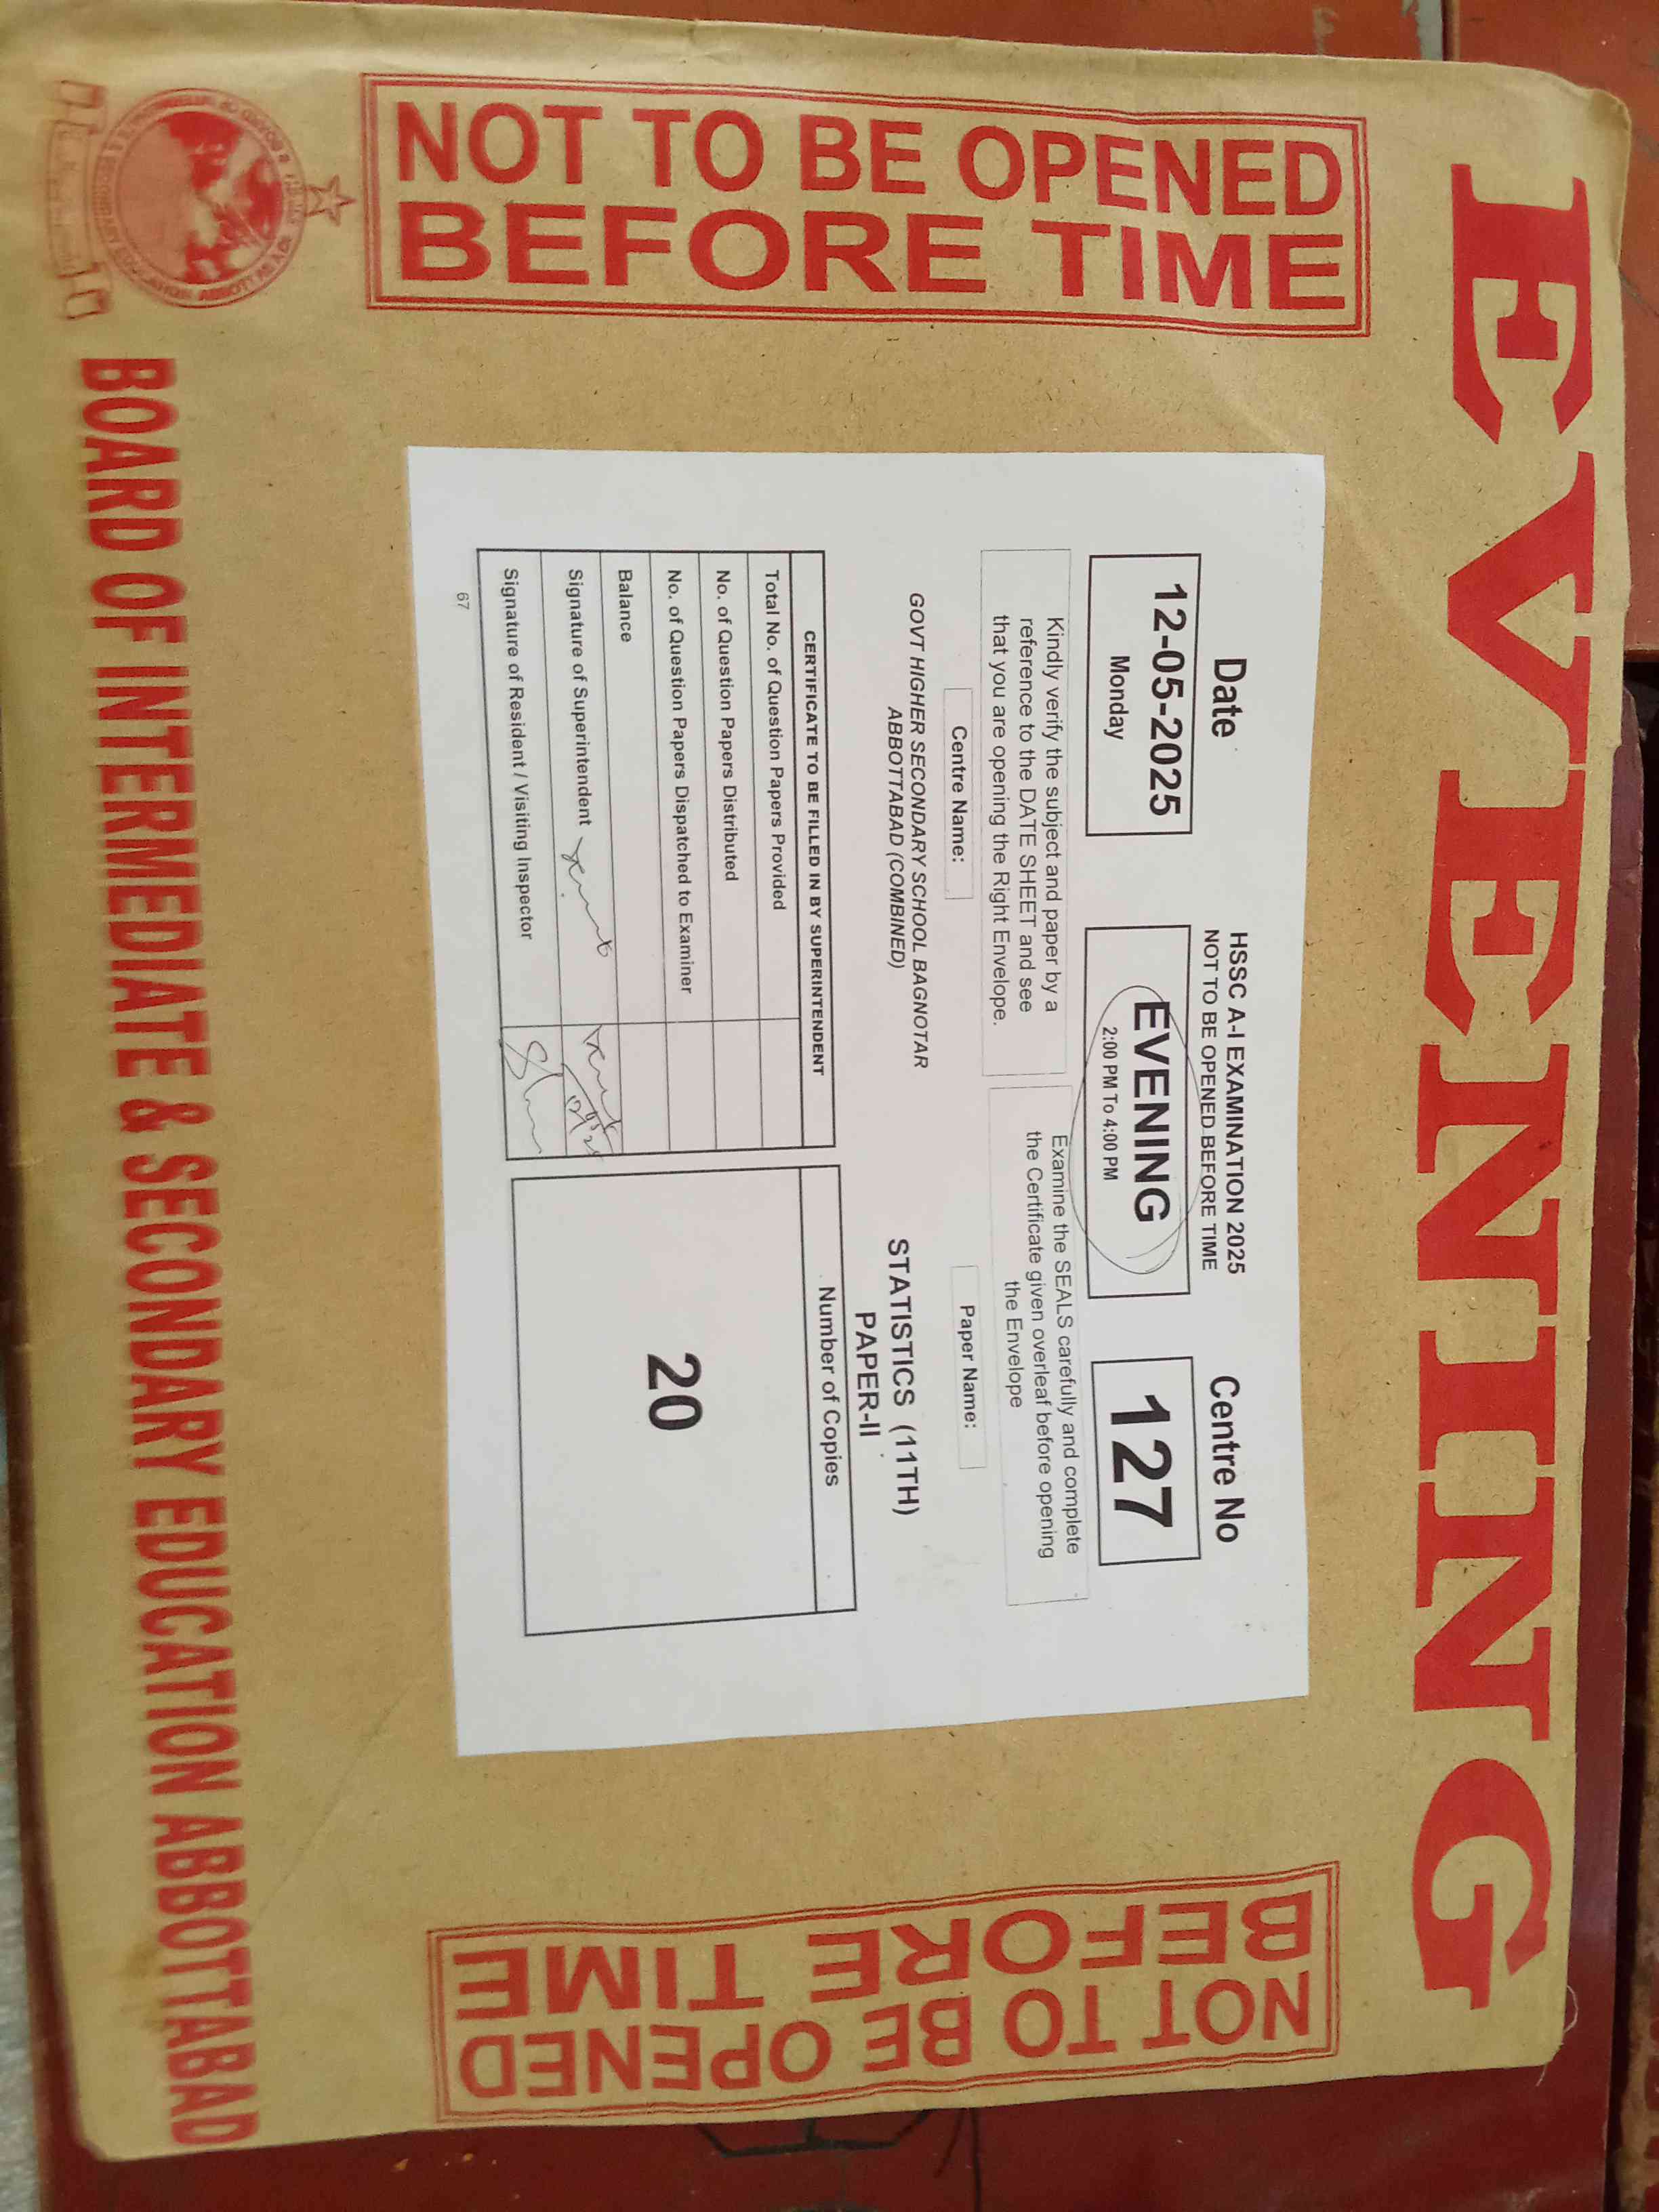 EVENING
NOT TO BE OPENED
BEFORE TIME
Date
12-05-2025
Monday
HSSC A-I EXAMINATION 2025
NOT TO BE OPENED BEFORE TIME
EVENING
2:00 PM To 4:00 PM
Centre No
127
Kindly verify the subject and paper by a
reference to the DATE SHEET and see
that you are opening the Right Envelope.
Examine the SEALS carefully and complete
the Certificate given overleaf before opening
the Envelope
Centre Name:
GOVT HIGHER SECONDARY SCHOOL BAGNOTAR
ABBOTTABAD (COMBINED)
Paper Name:
STATISTICS (11TH)
PAPER-II
CERTIFICATE TO BE FILLED IN BY SUPERINTENDENT
Total No. of Question Papers Provided
No. of Question Papers Distributed
No. of Question Papers Dispatched to Examiner
Balance
Signature of Superintendent
Signature of Resident / Visiting Inspector
Number of Copies
20
67
NOT TO BE OPENED
BEFORE TIME
BOARD OF INTERMEDIATE & SECONDARY EDUCATION ABBOTTABAD